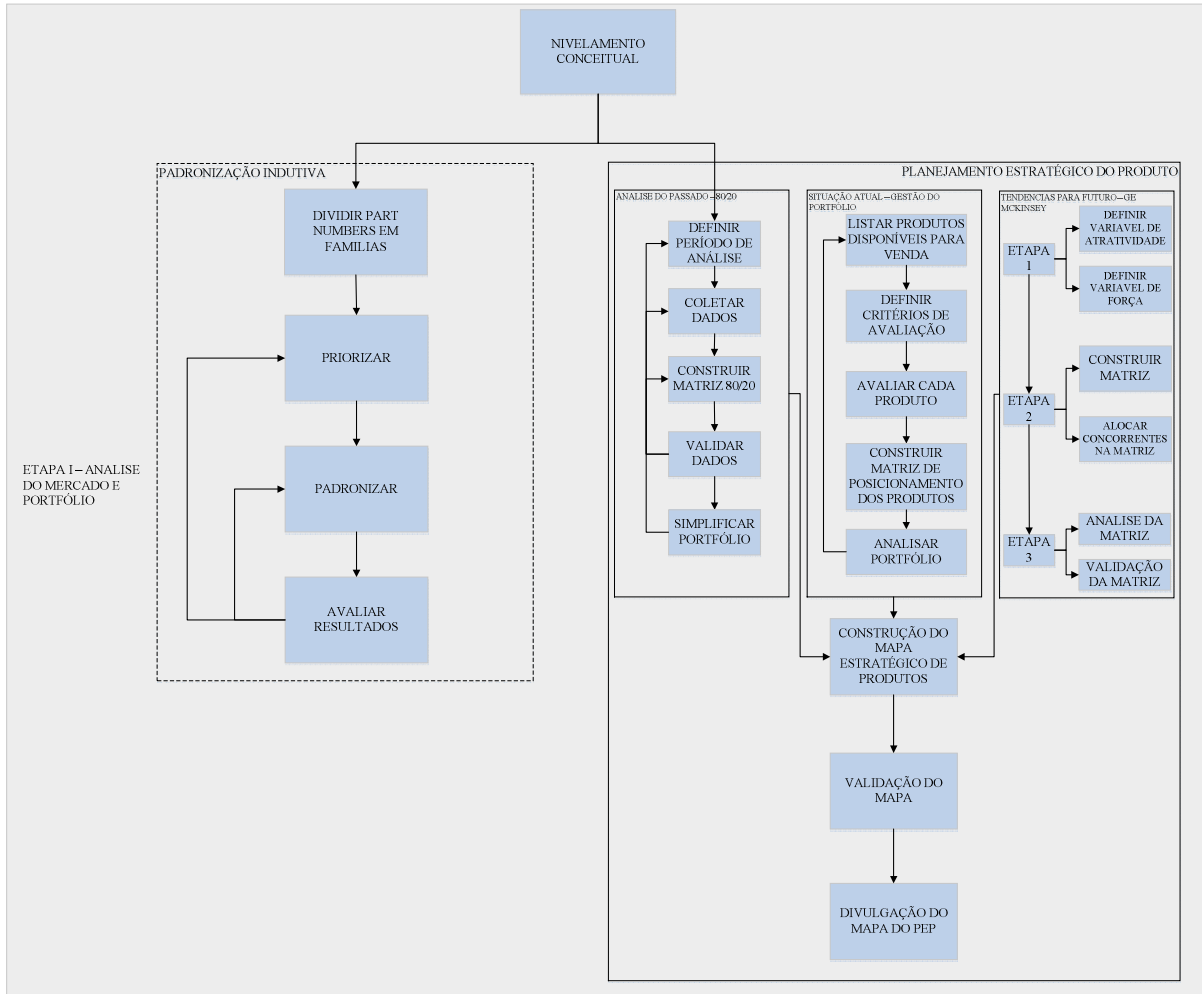 NIVELAMENTO
CONCEITUAL
PADRONIZAÇÃO INDUTIVA
DIVIDIR PART
NUMBERS EM
FAMILIAS
PRIORIZAR
PADRONIZAR
AVALIAR
RESULTADOS
ETAPA I – ANALISE
DO MERCADO E
PORTFÓLIO
PLANEJAMENTO ESTRATÉGICO DO PRODUTO
ANALISE DO PASSADO – 80/20
DEFINIR
PERÍODO DE
ANÁLISE
COLETAR
DADOS
CONSTRUIR
MATRIZ 80/20
VALIDAR
DADOS
SIMPLIFICAR
PORTFÓLIO
SITUAÇÃO ATUAL – GESTÃO DO
PORTFÓLIO
LISTAR PRODUTOS
DISPONÍVEIS PARA
VENDA
DEFINIR
CRITÉRIOS DE
AVALIAÇÃO
AVALIAR CADA
PRODUTO
CONSTRUIR
MATRIZ DE
POSICIONAMENTO
DOS PRODUTOS
ANALISAR
PORTFÓLIO
TENDENCIAS PARA FUTURO – GE
MCKINSEY
ETAPA
1
DEFINIR
VARIAVEL DE
ATRATIVIDADE
DEFINIR
VARIAVEL DE
FORÇA
ETAPA
2
CONSTRUIR
MATRIZ
ALOCAR
CONCORRENTES
NA MATRIZ
ETAPA
3
ANALISE DA
MATRIZ
VALIDAÇÃO
DA MATRIZ
CONSTRUÇÃO DO
MAPA
ESTRATÉGICO DE
PRODUTOS
VALIDAÇÃO DO
MAPA
DIVULGAÇÃO DO
MAPA DO PEP